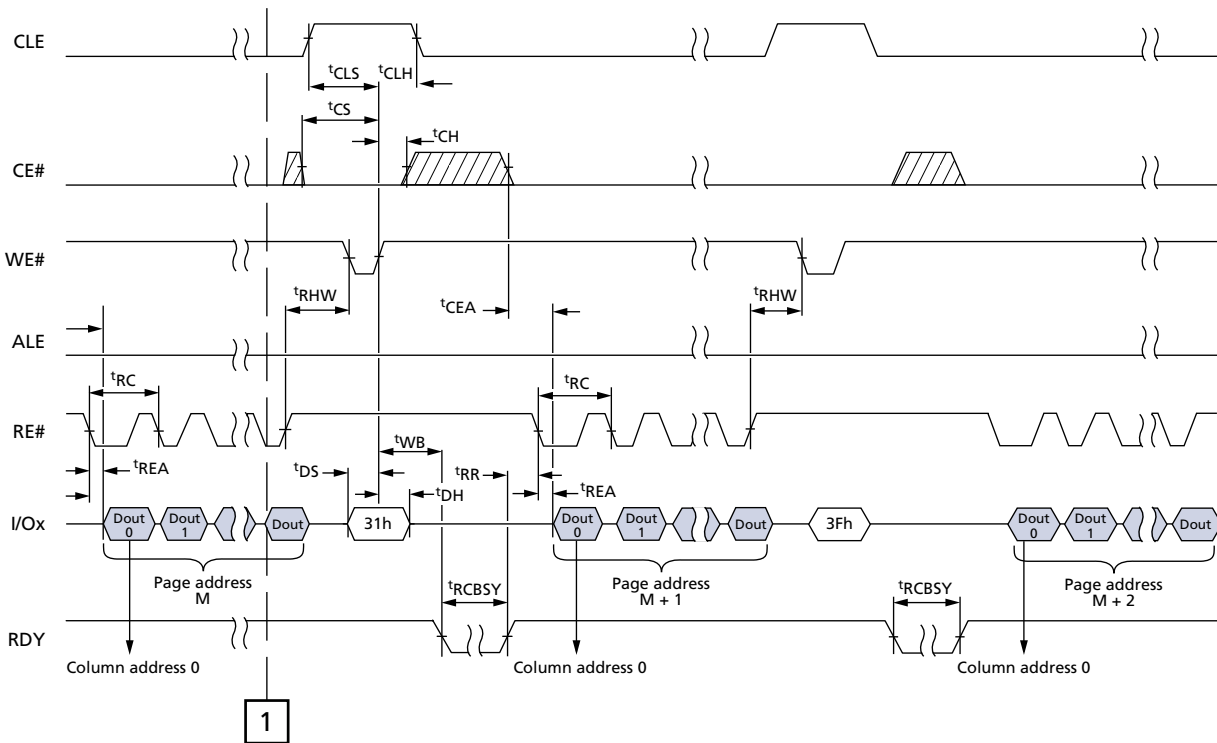 CLE
tCLS
tCLH
tCS
tCH
CE#
WE#
tRHW
tCEA
tRHW
ALE
tRC
tRC
RE#
tREA
tDS
tWB
tDH
tRR
tREA
I/Ox
Dout 0
Dout 1
Dout
31h
Dout 0
Dout 1
Dout
3Fh
Dout 0
Dout 1
Dout
Page address
M
Page address
M + 1
Page address
M + 2
tRCBSY
tRCBSY
RDY
Column address 0
Column address 0
Column address 0
1